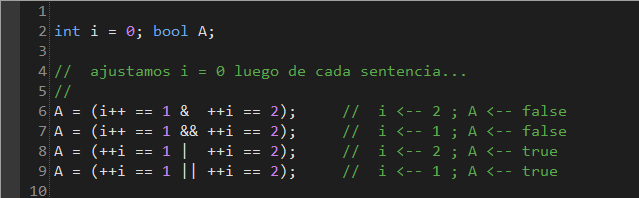 1
2 int i = 0; bool A;
3
4 //  ajustamos i = 0 luego de cada sentencia...
5 //
6 A = (i++ == 1 &  ++i == 2);     //  i <-- 2 ; A <-- false
7 A = (i++ == 1 && ++i == 2);     //  i <-- 1 ; A <-- false
8 A = (++i == 1 |  ++i == 2);     //  i <-- 2 ; A <-- true
9 A = (++i == 1 || ++i == 2);     //  i <-- 1 ; A <-- true
10